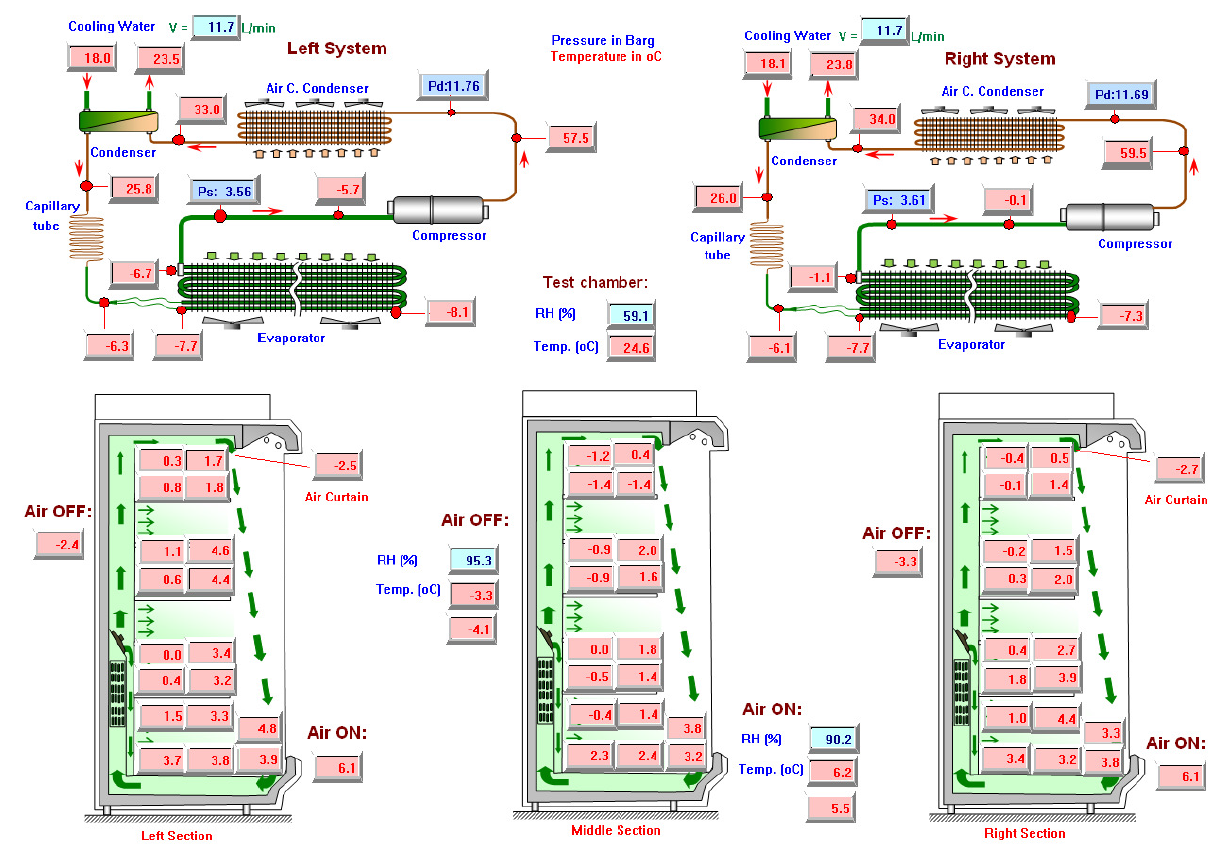 Cooling Water V = 11.7 L/min
18.0 23.5
Left System
Air C. Condenser
33.0
Pd:11.76
57.5
Condenser
25.8
Capillary
tube
Ps: 3.56
-5.7
Compressor
-6.7
-6.3
-7.7
-8.1
Evaporator
Pressure in Barg
Temperature in oC
Test chamber:
RH (%) 59.1
Temp. (oC) 24.6
Cooling Water V = 11.7 L/min
18.1 23.8
Right System
Air C. Condenser
34.0
Pd:11.69
59.5
Condenser
26.0
Capillary
tube
Ps: 3.61
-0.1
Compressor
-1.1
-6.1
-7.7
-7.3
Evaporator
Air OFF:
-2.4
0.3 1.7
0.8 1.8
-2.5
Air Curtain
1.1 4.6
0.6 4.4
0.0 3.4
0.4 3.2
1.5 3.3
4.8
3.7 3.8 3.9
Air ON:
6.1
Left Section
Air OFF:
RH (%) 95.3
Temp. (oC) -3.3
-4.1
-1.2 0.4
-1.4 -1.4
-0.9 2.0
-0.9 1.6
0.0 1.8
-0.5 1.4
-0.4 1.4
3.8
2.3 2.4 3.2
Air ON:
RH (%) 90.2
Temp. (oC) 6.2
5.5
Middle Section
Air OFF:
-3.3
-0.4 0.5
-0.1 1.4
-2.7
Air Curtain
-0.2 1.5
0.3 2.0
0.4 2.7
1.8 3.9
1.0 4.4
3.3
3.4 3.2 3.8
Air ON:
6.1
Right Section